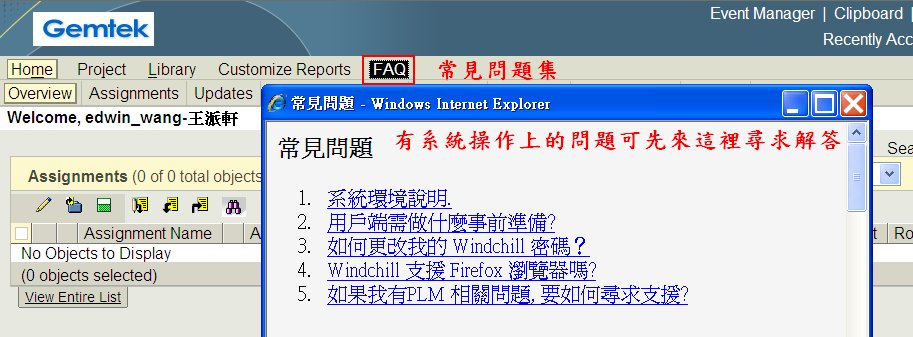 Gemtek
Event Manager | Clipboard |
Recently Acc
Home Project Library Customize Reports FAQ 常見問題集
Overview Assignments Updates
Welcome, edwin_wang-王派軒
常見問題 - Windows Internet Explorer
常見問題 有系統操作上的問題可先來這裡尋求解答
Sea
Assignments (0 of 0 total objects
1. 系統環境說明.
2. 用戶端需做什麼事前準備?
3. 如何更改我的 Windchill 密碼？
4. Windchill 支援 Firefox 瀏覽器嗎?
5. 如果我有PLM 相關問題, 要如何尋求支援?
Assignment Name A t Ro
No Objects to Display
(0 objects selected)
View Entire List